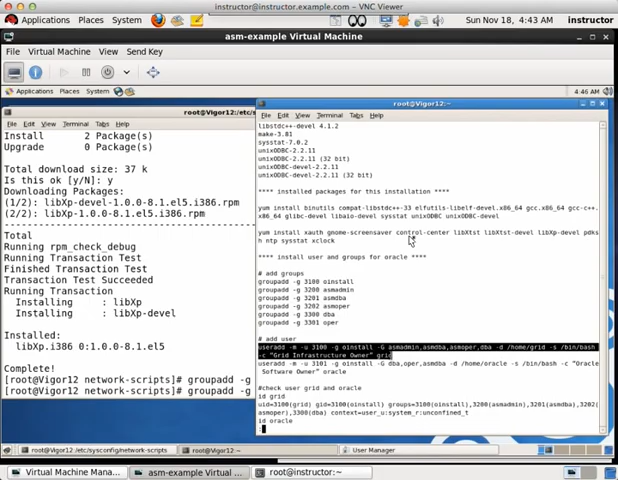 instructor@instructor.example.com - VNC Viewer
Applications Places System Sun Nov 18, 4:43 AM instructor
asm-example Virtual Machine
File Virtual Machine View Send Key
Applications Places System 4:46 AM
root@Vigor12:/etc/s
File Edit View Terminal Tabs Help
Install 2 Package(s)
Upgrade 0 Package(s)
Total download size: 37 k
Is this ok [y/N]: y
Downloading Packages:
(1/2): libXp-devel-1.0.0-8.1.el5.i386.rpm
(2/2): libXp-1.0.0-8.1.el5.i386.rpm
Total
Running rpm_check_debug
Running Transaction Test
Finished Transaction Test
Transaction Test Succeeded
Running Transaction
Installing : libXp
Installing : libXp-devel
Installed:
libXp.i386 0:1.0.0-8.1.el5
Complete!
[root@Vigor12 network-scripts]# groupadd -g
[root@Vigor12 network-scripts]# groupadd -g
root@Vigor12:~
File Edit View Terminal Tabs Help
libstdc++-devel 4.1.2
make-3.81
sysstat-7.0.2
unixODBC-2.2.11
unixODBC-2.2.11 (32 bit)
unixODBC-devel-2.2.11
unixODBC-devel-2.2.11 (32 bit)
**** installed packages for this installation ****
yum install binutils compat-libstdc++-33 elfutils-libelf-devel.x86_64 gcc.x86_64 gcc-c++.
x86_64 glibc-devel libaio-devel sysstat unixODBC unixODBC-devel
yum install xauth gnome-screensaver control-center libXtst libXtst-devel libXp-devel pdks
h ntp sysstat xclock
**** install user and groups for oracle ****
# add groups
groupadd -g 3100 oinstall
groupadd -g 3200 asmadmin
groupadd -g 3201 asmdba
groupadd -g 3202 asmoper
groupadd -g 3300 dba
groupadd -g 3301 oper
# add user
useradd -m -u 3100 -g oinstall -G asmadmin,asmdba,asmoper,dba -d /home/grid -s /bin/bash
-c "Grid Infrastructure Owner" grid
useradd -m -u 3101 -g oinstall -G dba,oper,asmdba -d /home/oracle -s /bin/bash -c "Oracle
Software Owner" oracle
#check user grid and oracle
id grid
uid=3100(grid) gid=3100(oinstall) groups=3100(oinstall),3200(asmadmin),3201(asmdba),3202(
asmoper),3300(dba) context=user_u:system_r:unconfined_t
id oracle
:
root@Vigor12:/etc/sysconfig/network-scripts root@Vigor12:~ User Manager
Virtual Machine Mana... asm-example Virtual ... root@instructor:~